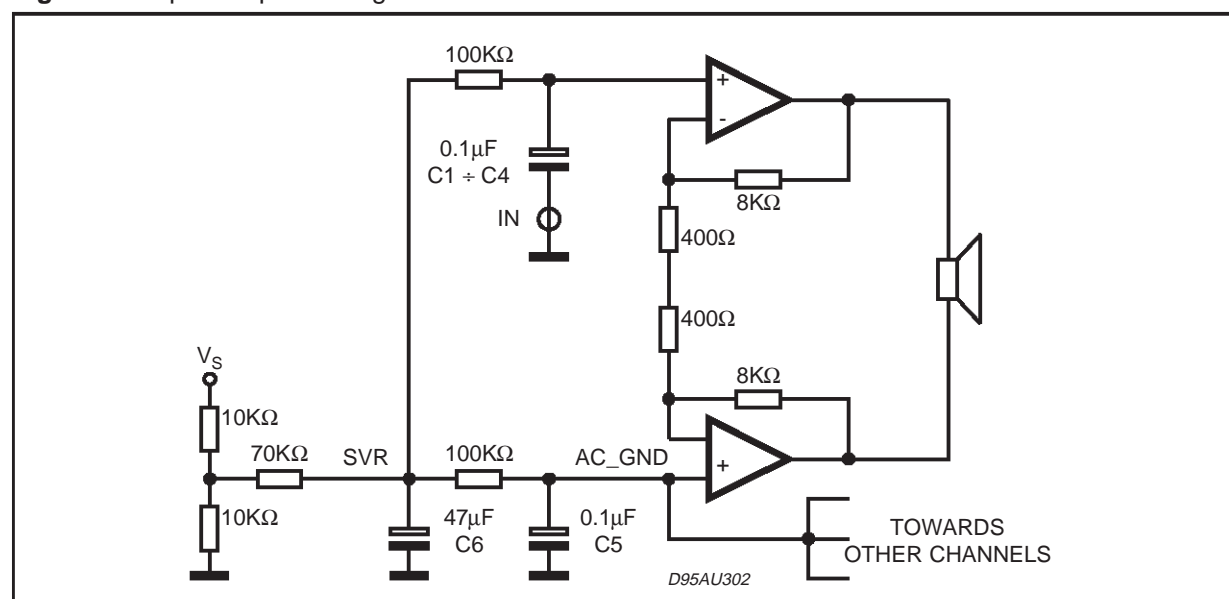 100KΩ
+
-
0.1μF
C1 ÷ C4
8KΩ
IN
400Ω
400Ω
VS
8KΩ
10KΩ
70KΩ
SVR
100KΩ
AC_GND
+
10KΩ
47μF
C6
0.1μF
C5
TOWARDS
OTHER CHANNELS
D95AU302